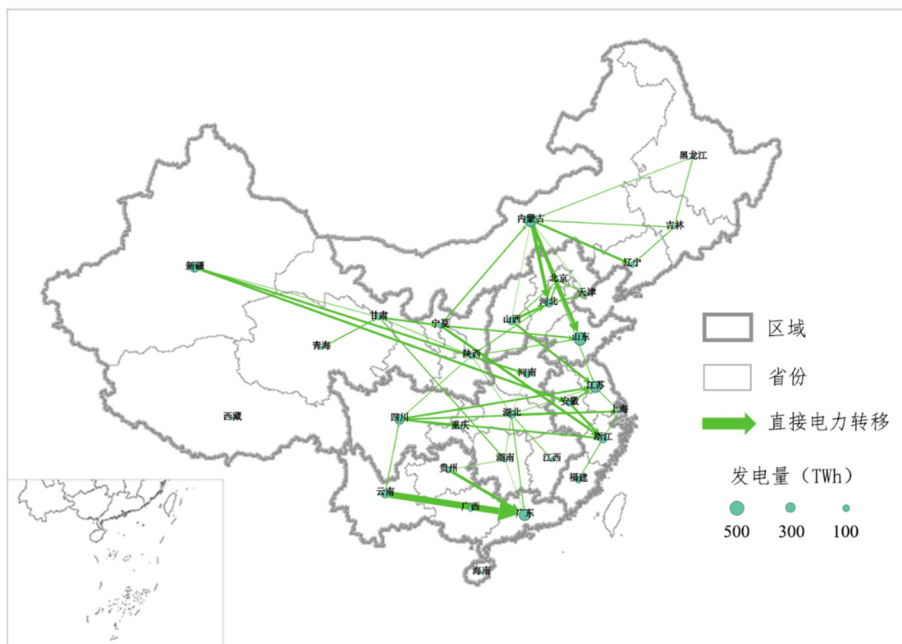 黑龙江
内蒙古
吉林
辽宁
新疆
北京
天津
河北
甘肃
宁夏
山西
山东
青海
陕西
河南
江苏
安徽
上海
西藏
四川
重庆
湖北
浙江
贵州
湖南
江西
福建
云南
广西
广东
海南
区域
省份
直接电力转移
发电量（TWh）
500 300 100